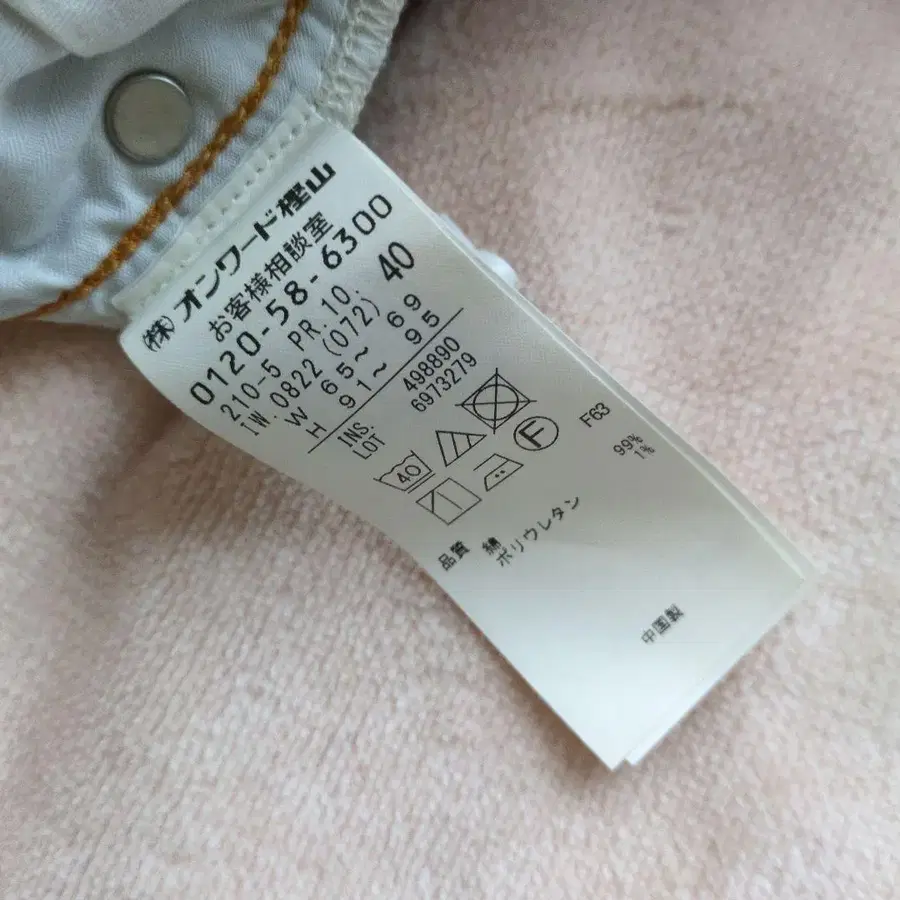 (株)オンワード樫山
お客様相談室
0120-58-6300
210-5 PR.10. 40
IW.0822(072)
W 65～ 69
H 91～ 95
INS. 498890
LOT 6973279
40
F
F63
品質 綿 99%
ポリウレタン 1%
中国製